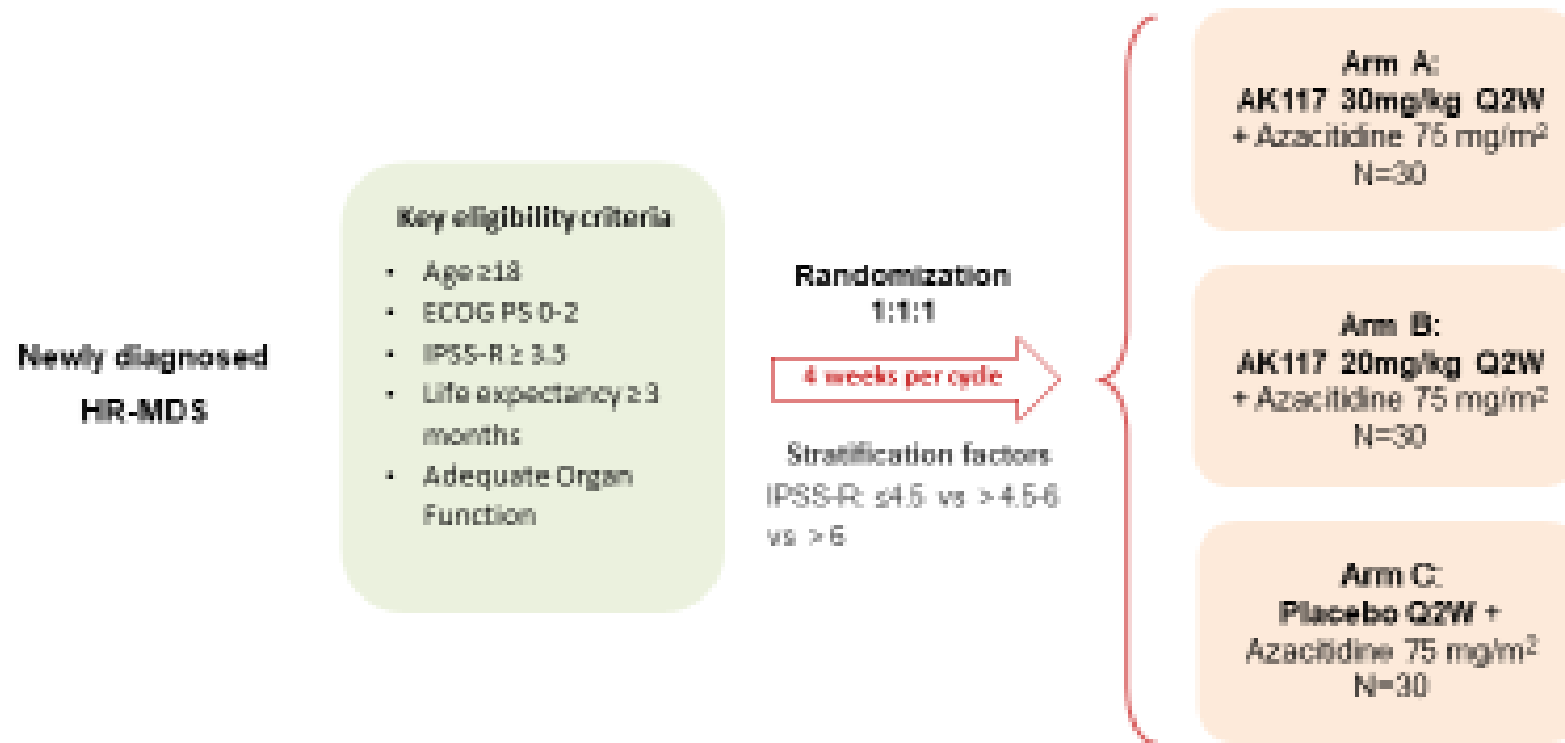 Newly diagnosed
HR-MDS
Key eligibility criteria
• Age ≥18
• ECOG PS 0-2
• IPSS-R ≥ 3.5
• Life expectancy ≥ 3
months
• Adequate Organ
Function
Randomization
1:1:1
4 weeks per cycle
Stratification factors
IPSS-R: ≤4.5 vs > 4.5-6
vs > 6
Arm A:
AK117 30mg/kg Q2W
+ Azacitidine 75 mg/m²
N=30
Arm B:
AK117 20mg/kg Q2W
+ Azacitidine 75 mg/m²
N=30
Arm C:
Placebo Q2W +
Azacitidine 75 mg/m²
N=30